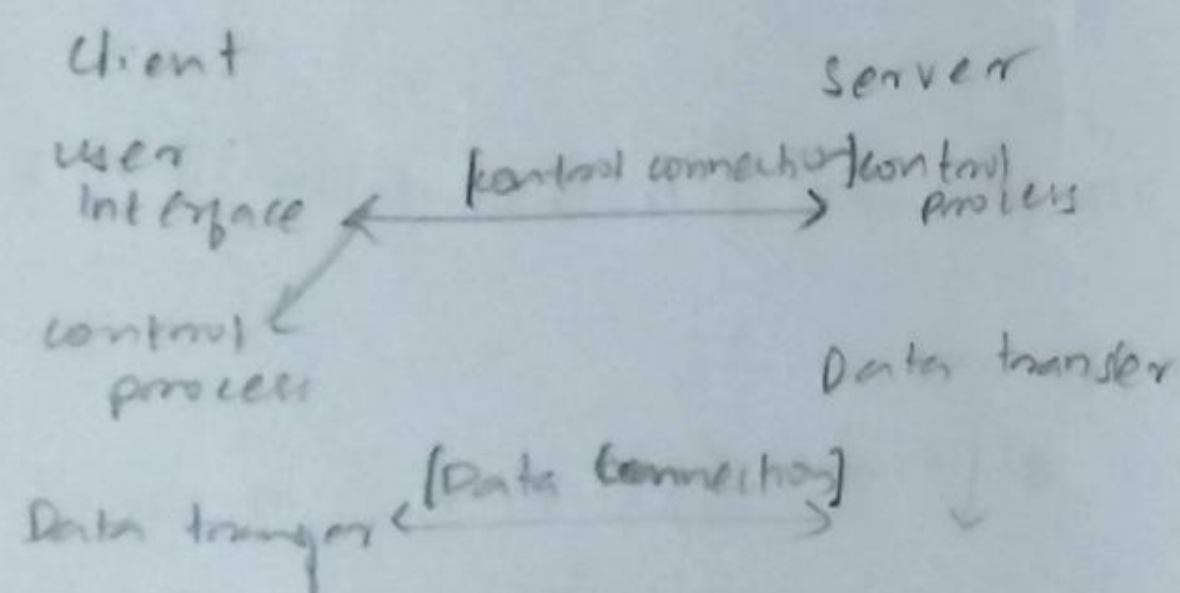 Client
Server
user
interface
[control connection]
control
process
control
process
Data transfer
[Data Connection]
Data transfer